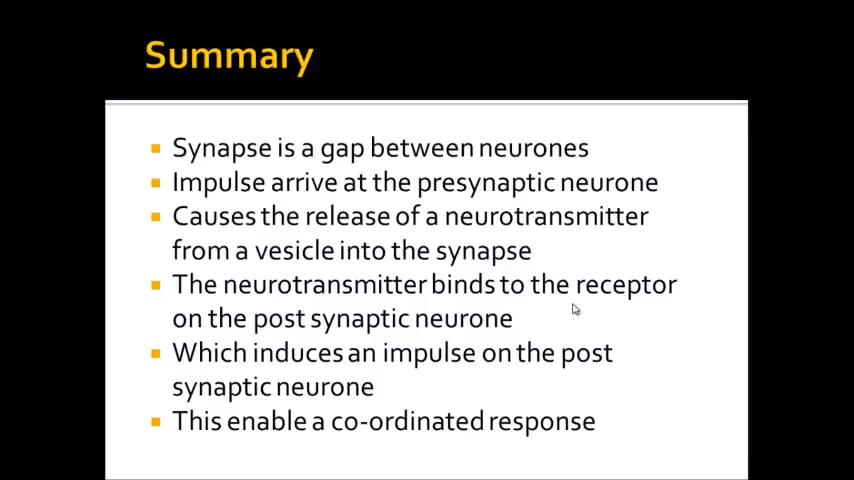 Summary
Synapse is a gap between neurones
Impulse arrive at the presynaptic neurone
Causes the release of a neurotransmitter
from a vesicle into the synapse
The neurotransmitter binds to the receptor
on the post synaptic neurone
Which induces an impulse on the post
synaptic neurone
This enable a co-ordinated response